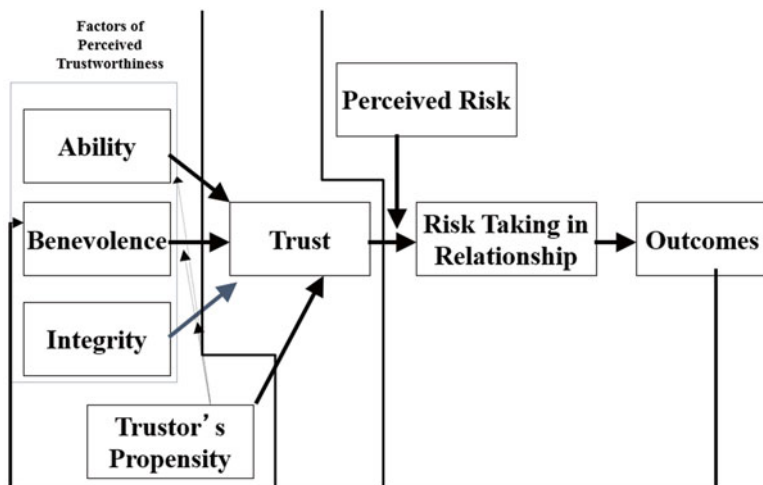 Factors of
Perceived
Trustworthiness
Perceived Risk
Ability
Benevolence
Trust
Risk Taking in
Relationship
Outcomes
Integrity
Trustor’s
Propensity